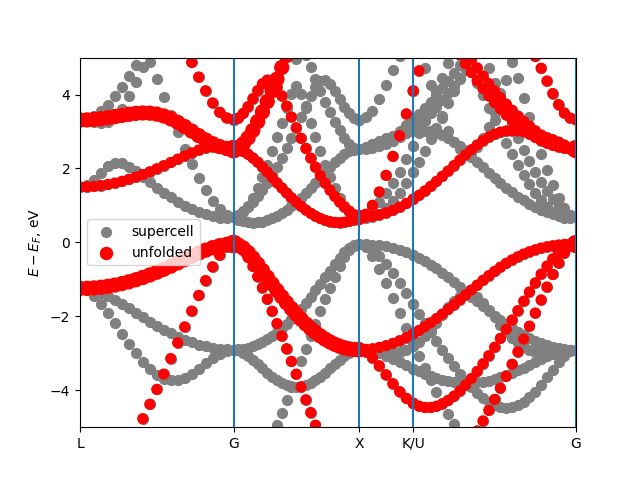 E − E_F, eV
4
2
0
−2
−4
supercell
unfolded
L G X K/U G